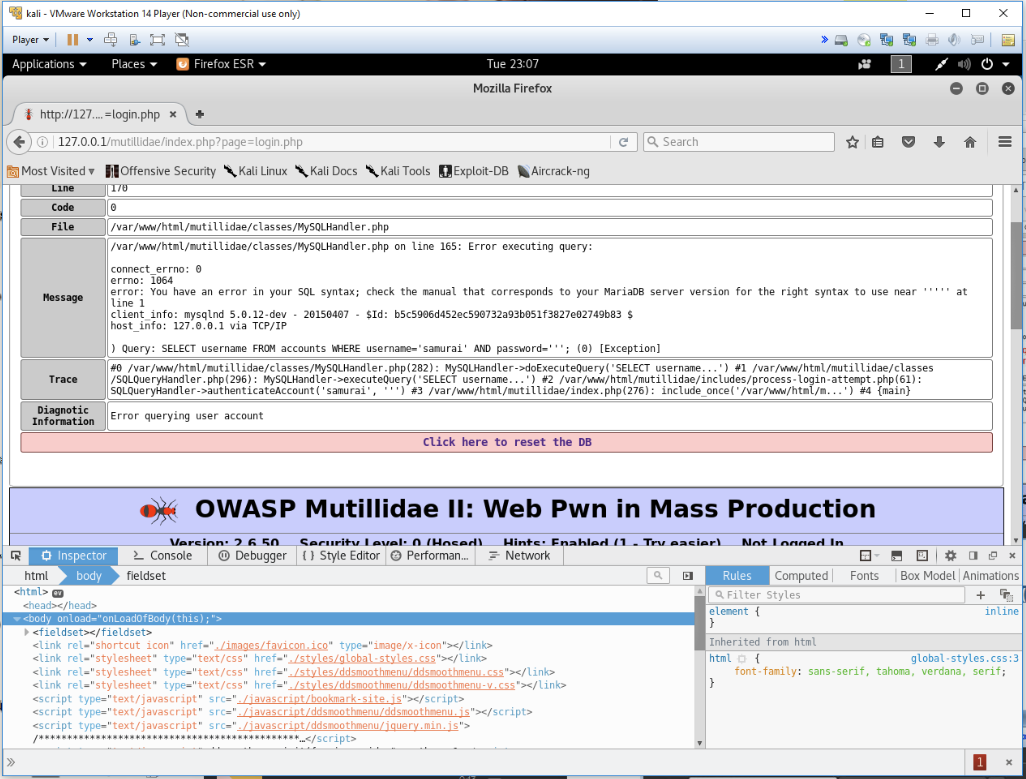 kali - VMware Workstation 14 Player (Non-commercial use only)
Player
Applications Places Firefox ESR Tue 23:07 1
Mozilla Firefox
http://127....=login.php
127.0.0.1/mutillidae/index.php?page=login.php Search
Most Visited Offensive Security Kali Linux Kali Docs Kali Tools Exploit-DB Aircrack-ng
Line 170
Code 0
File /var/www/html/mutillidae/classes/MySQLHandler.php
Message /var/www/html/mutillidae/classes/MySQLHandler.php on line 165: Error executing query:
connect_errno: 0
errno: 1064
error: You have an error in your SQL syntax; check the manual that corresponds to your MariaDB server version for the right syntax to use near ''''' at
line 1
client_info: mysqlnd 5.0.12-dev - 20150407 - $Id: b5c5906d452ec590732a93b051f3827e02749b83 $
host_info: 127.0.0.1 via TCP/IP
) Query: SELECT username FROM accounts WHERE username='samurai' AND password='''; (0) [Exception]
Trace #0 /var/www/html/mutillidae/classes/MySQLHandler.php(282): MySQLHandler->doExecuteQuery('SELECT username...') #1 /var/www/html/mutillidae/classes
/SQLQueryHandler.php(296): MySQLHandler->executeQuery('SELECT username...') #2 /var/www/html/mutillidae/includes/process-login-attempt.php(61):
SQLQueryHandler->authenticateAccount('samurai', ''') #3 /var/www/html/mutillidae/index.php(276): include_once('/var/www/html/m...') #4 {main}
Diagnostic
Information Error querying user account
Click here to reset the DB
OWASP Mutillidae II: Web Pwn in Mass Production
Version: 2.6.50 Security Level: 0 (Hosed) Hints: Enabled (1 - Try easier) Not Logged In
Inspector Console Debugger Style Editor Performan... Network
html body fieldset Rules Computed Fonts Box Model Animations
Filter Styles
<html> ev
<head></head>
<body onload="onLoadOfBody(this);">
<fieldset></fieldset>
<link rel="shortcut icon" href="./images/favicon.ico" type="image/x-icon"></link>
<link rel="stylesheet" type="text/css" href="./styles/global-styles.css"></link>
<link rel="stylesheet" type="text/css" href="./styles/ddsmoothmenu/ddsmoothmenu.css"></link>
<link rel="stylesheet" type="text/css" href="./styles/ddsmoothmenu/ddsmoothmenu-v.css"></link>
<script type="text/javascript" src="./javascript/bookmark-site.js"></script>
<script type="text/javascript" src="./javascript/ddsmoothmenu/ddsmoothmenu.js"></script>
<script type="text/javascript" src="./javascript/ddsmoothmenu/jquery.min.js">
/***********************************************…</script>
element { inline
}
Inherited from html
html { global-styles.css:3
font-family: sans-serif, tahoma, verdana, serif;
}
1